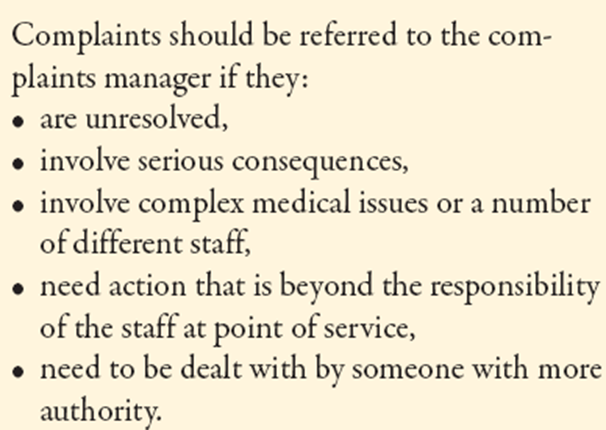 Complaints should be referred to the com-
plaints manager if they:
• are unresolved,
• involve serious consequences,
• involve complex medical issues or a number
of different staff,
• need action that is beyond the responsibility
of the staff at point of service,
• need to be dealt with by someone with more
authority.